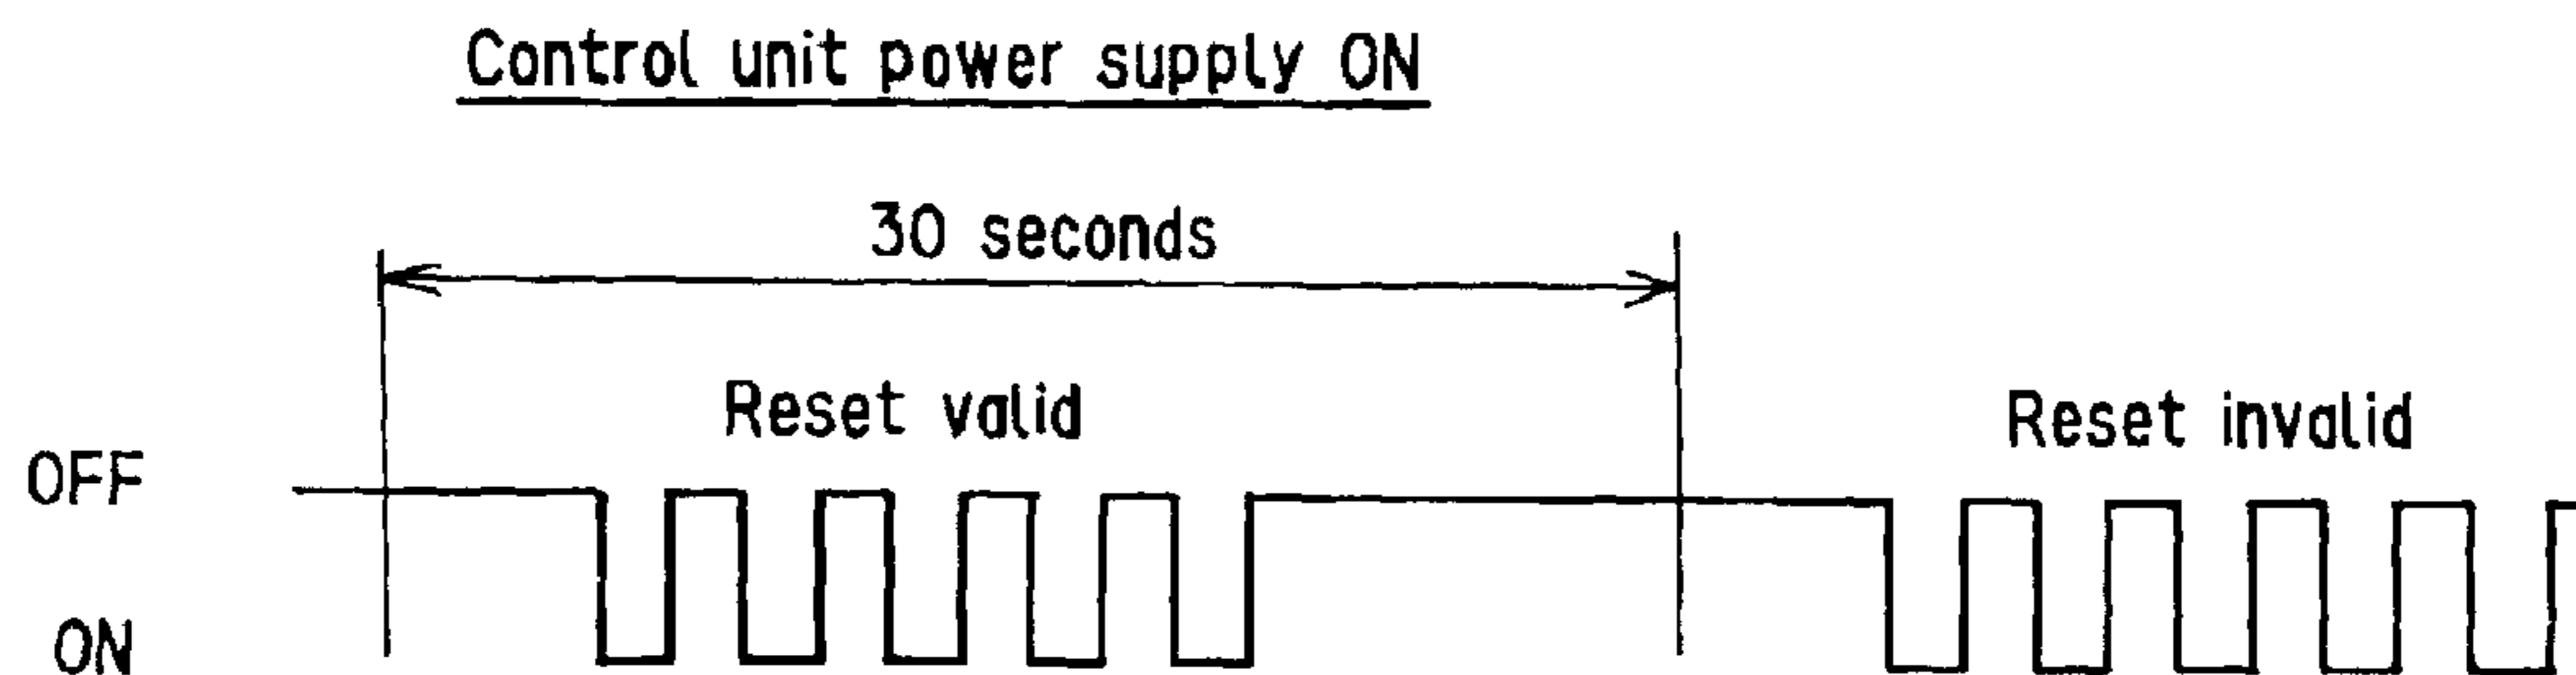 Control unit power supply ON
30 seconds
Reset valid
Reset invalid
OFF
ON